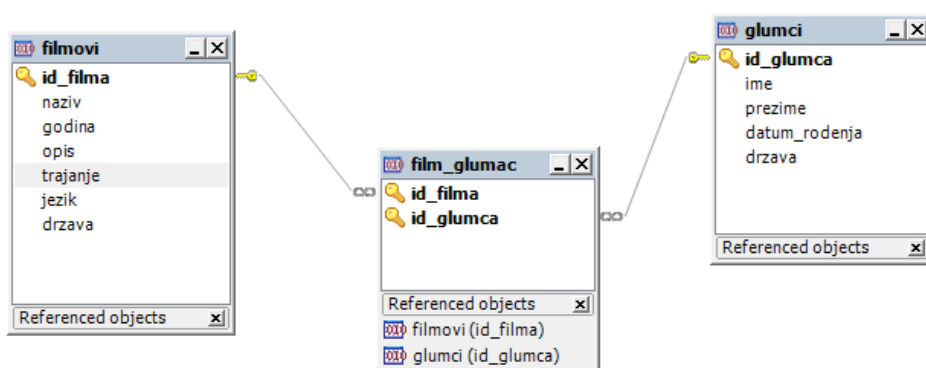 filmovi
id_filma
naziv
godina
opis
trajanje
jezik
drzava
Referenced objects
film_glumac
id_filma
id_glumca
Referenced objects
filmovi (id_filma)
glumci (id_glumca)
glumci
id_glumca
ime
prezime
datum_rodenja
drzava
Referenced objects